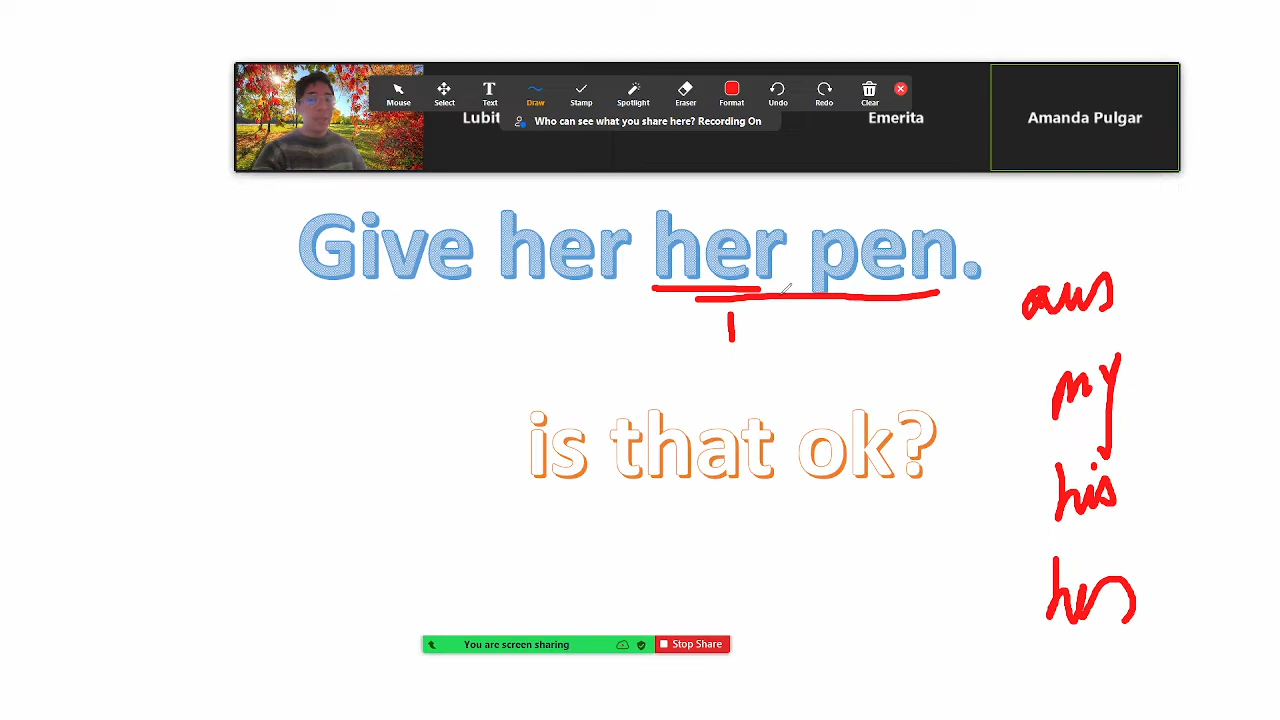 Mouse Select Text Draw Stamp Spotlight Eraser Format Undo Redo Clear
Lubit
Who can see what you share here? Recording On
Emerita
Amanda Pulgar
Give her her pen.
my
is that ok?
his
her
You are screen sharing
Stop Share